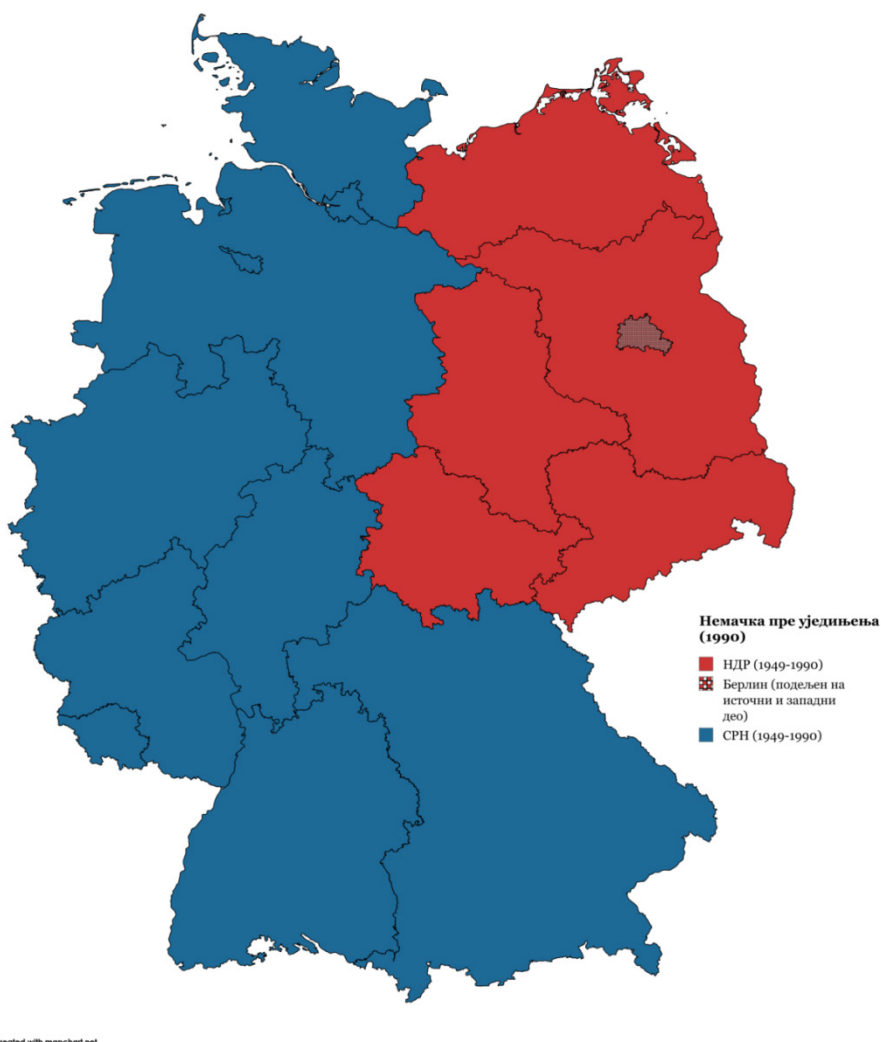 Немачка пре уједињења
(1990)
НДР (1949-1990)
Берлин (подељен на
источни и западни
део)
СРН (1949-1990)